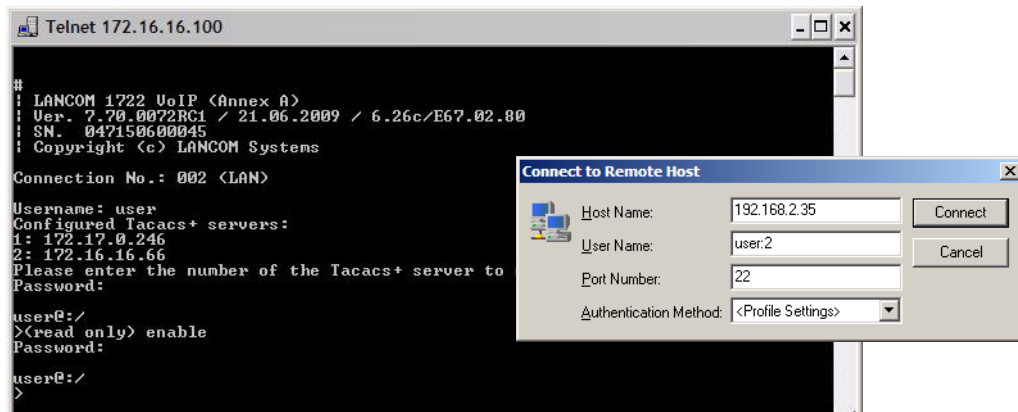 Telnet 172.16.16.100
#
| LANCOM 1722 VoIP (Annex A)
| Ver. 7.70.0072RC1 / 21.06.2009 / 6.26c/E67.02.80
| SN. 047150600045
| Copyright (c) LANCOM Systems
Connection No.: 002 (LAN)
Username: user
Configured Tacacs+ servers:
1: 172.17.0.246
2: 172.16.16.66
Please enter the number of the Tacacs+ server to
Password:
user@:/
>(read only) enable
Password:
user@:/
>
Connect to Remote Host
Host Name: 192.168.2.35
Connect
User Name: user:2
Cancel
Port Number: 22
Authentication Method: <Profile Settings>